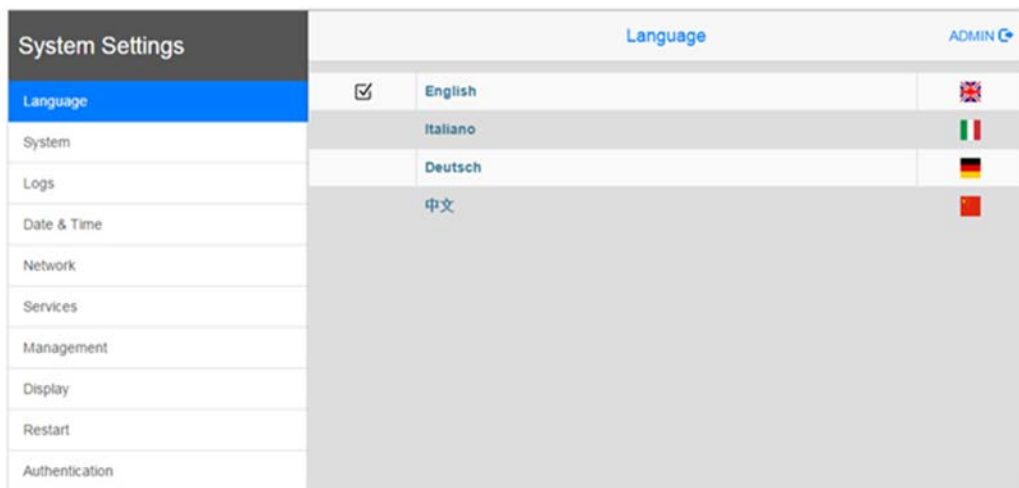 System Settings
Language
System
Logs
Date & Time
Network
Services
Management
Display
Restart
Authentication
Language
ADMIN
English
Italiano
Deutsch
中文